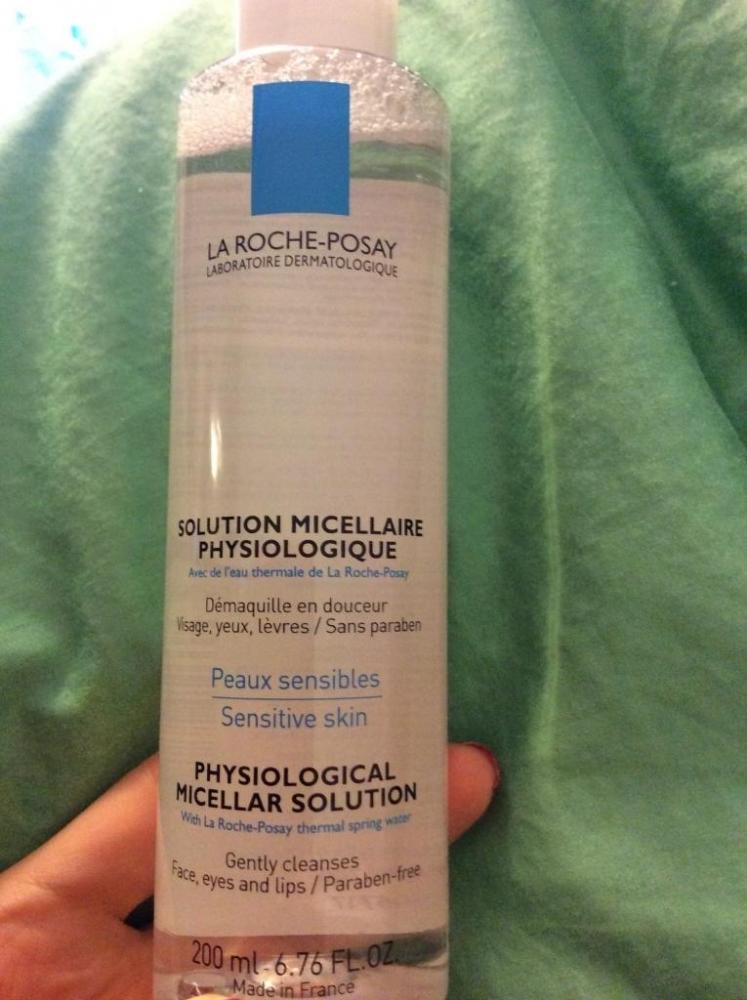 LA ROCHE-POSAY
LABORATOIRE DERMATOLOGIQUE
SOLUTION MICELLAIRE
PHYSIOLOGIQUE
Avec de l'eau thermale de La Roche-Posay
Démaquille en douceur
Visage, yeux, lèvres / Sans paraben
Peaux sensibles
Sensitive skin
PHYSIOLOGICAL
MICELLAR SOLUTION
With La Roche-Posay thermal spring water
Gently cleanses
Face, eyes and lips / Paraben-free
200 ml - 6.76 FL.OZ.
Made in France